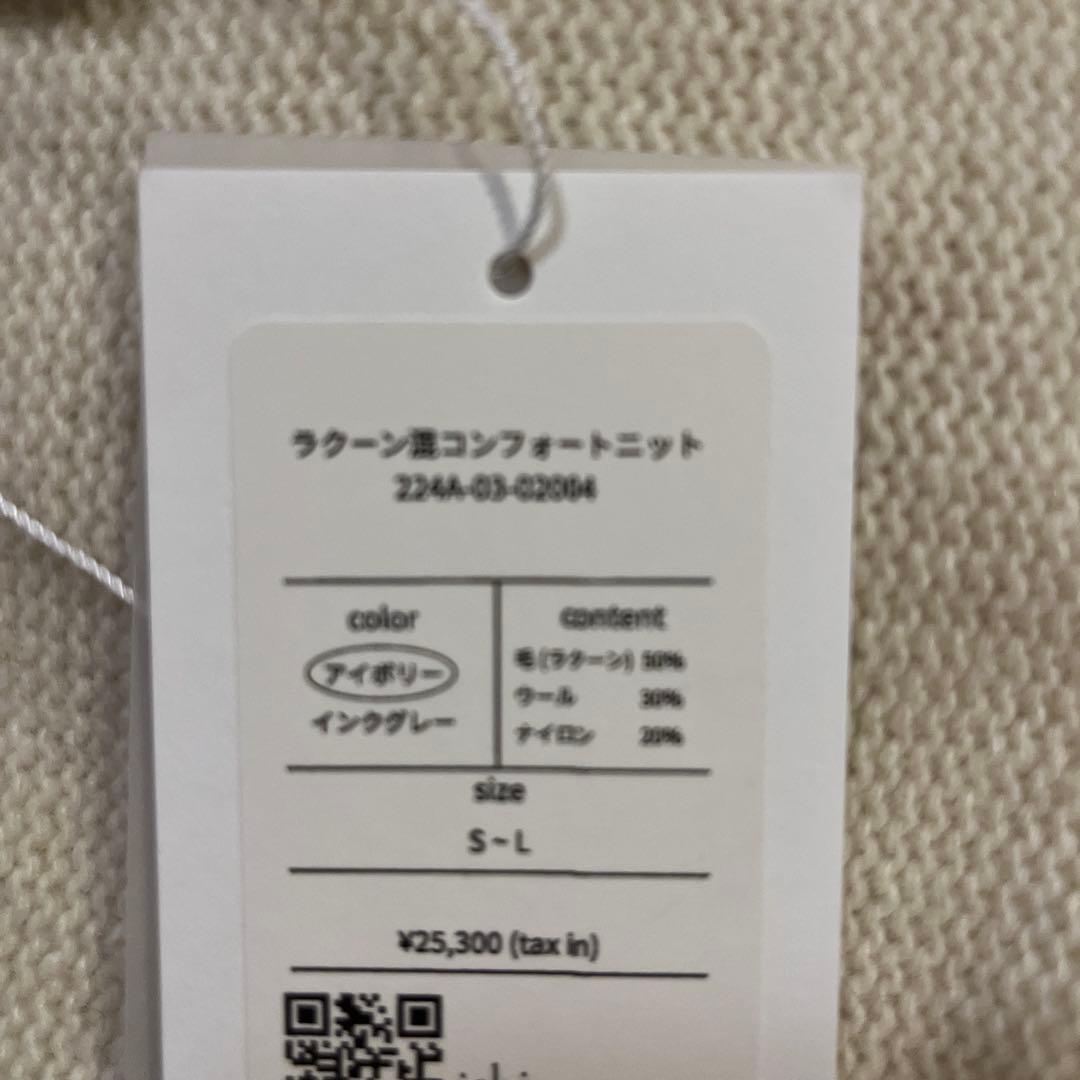 ラクーン混コンフォートニット
224A-03-02004
color
アイボリー
インクグレー
content
毛(ラクーン) 50%
ウール 30%
ナイロン 20%
size
S ~ L
¥25,300 (tax in)